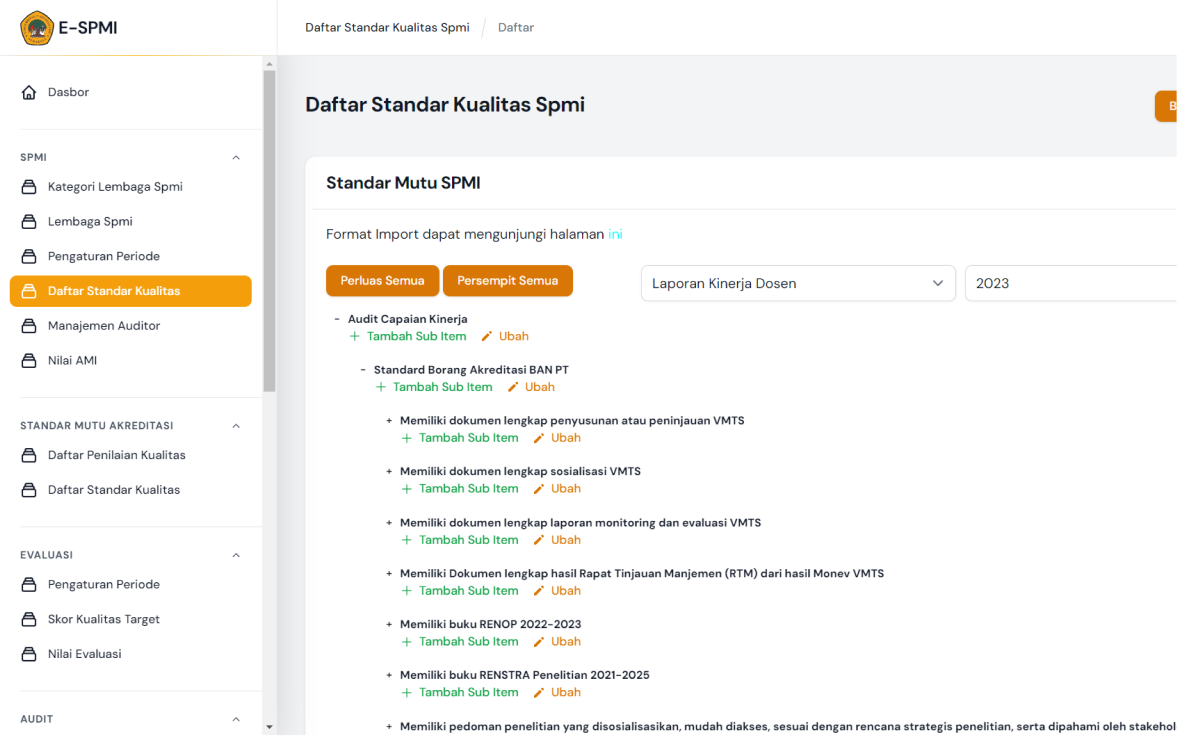 E-SPMI
Daftar Standar Kualitas Spmi / Daftar
Dasbor
SPMI
Kategori Lembaga Spmi
Lembaga Spmi
Pengaturan Periode
Daftar Standar Kualitas
Manajemen Auditor
Nilai AMI
STANDAR MUTU AKREDITASI
Daftar Penilaian Kualitas
Daftar Standar Kualitas
EVALUASI
Pengaturan Periode
Skor Kualitas Target
Nilai Evaluasi
AUDIT
Daftar Standar Kualitas Spmi
Standar Mutu SPMI
Format Import dapat mengunjungi halaman ini
Perluas Semua Persempit Semua Laporan Kinerja Dosen 2023
- Audit Capaian Kinerja
+ Tambah Sub Item Ubah
- Standard Borang Akreditasi BAN PT
+ Tambah Sub Item Ubah
+ Memiliki dokumen lengkap penyusunan atau peninjauan VMTS
+ Tambah Sub Item Ubah
+ Memiliki dokumen lengkap sosialisasi VMTS
+ Tambah Sub Item Ubah
+ Memiliki dokumen lengkap laporan monitoring dan evaluasi VMTS
+ Tambah Sub Item Ubah
+ Memiliki Dokumen lengkap hasil Rapat Tinjauan Manjemen (RTM) dari hasil Monev VMTS
+ Tambah Sub Item Ubah
+ Memiliki buku RENOP 2022-2023
+ Tambah Sub Item Ubah
+ Memiliki buku RENSTRA Penelitian 2021-2025
+ Tambah Sub Item Ubah
+ Memiliki pedoman penelitian yang disosialisasikan, mudah diakses, sesuai dengan rencana strategis penelitian, serta dipahami oleh